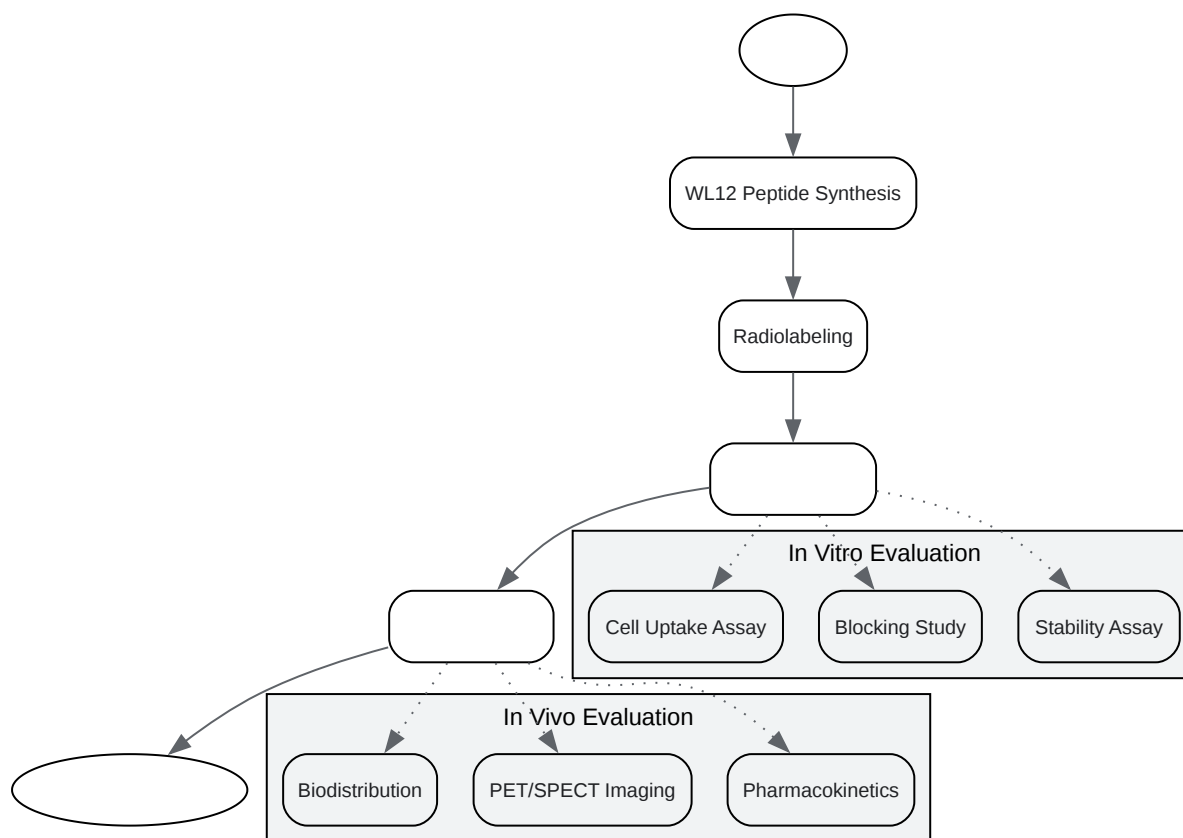 WL12 Peptide Synthesis
Radiolabeling
In Vitro Evaluation
Cell Uptake Assay
Blocking Study
Stability Assay
In Vivo Evaluation
Biodistribution
PET/SPECT Imaging
Pharmacokinetics